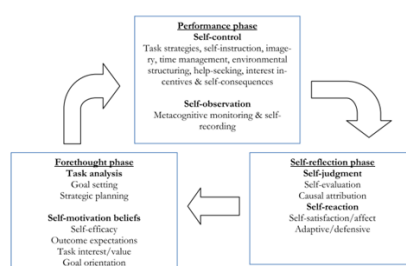 Performance phase
Self-control
Task strategies, self-instruction, image-
ry, time management, environmental
structuring, help-seeking, interest in-
centives & self-consequences
Self-observation
Metacognitive monitoring & self-
recording
Forethought phase
Task analysis
Goal setting
Strategic planning
Self-motivation beliefs
Self-efficacy
Outcome expectations
Task interest/value
Goal orientation
Self-reflection phase
Self-judgment
Self-evaluation
Causal attribution
Self-reaction
Self-satisfaction/affect
Adaptive/defensive